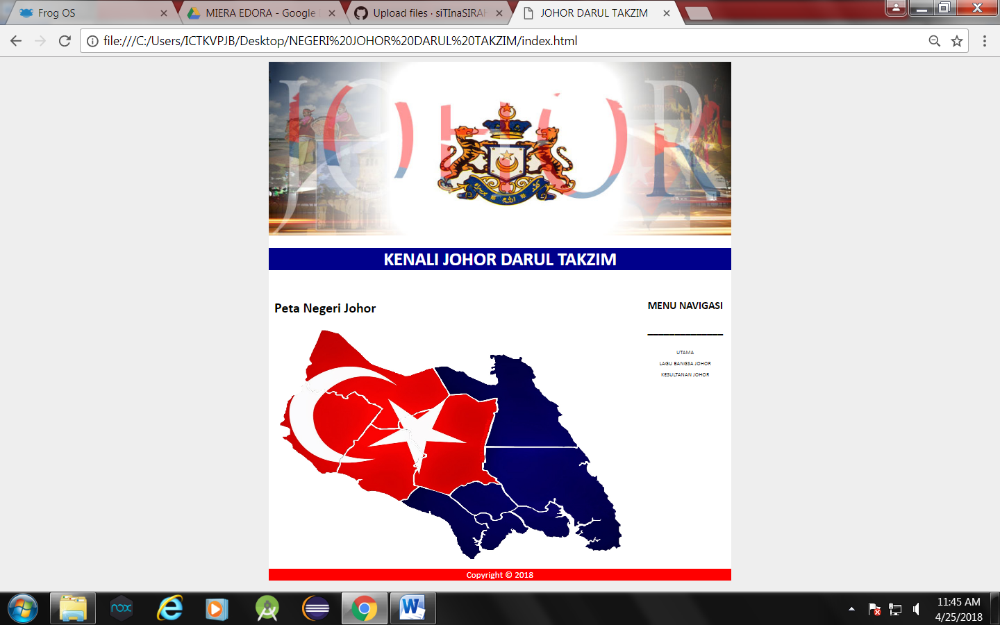 Frog OS
MIERA EDORA - Google
Upload files · siTInaSIRAH
JOHOR DARUL TAKZIM
file:///C:/Users/ICTKVPJB/Desktop/NEGERI%20JOHOR%20DARUL%20TAKZIM/index.html
JOHOR
KENALI JOHOR DARUL TAKZIM
Peta Negeri Johor
MENU NAVIGASI
UTAMA
LAGU BANGSA JOHOR
KESULTANAN JOHOR
Copyright © 2018
nox
11:45 AM
4/25/2018